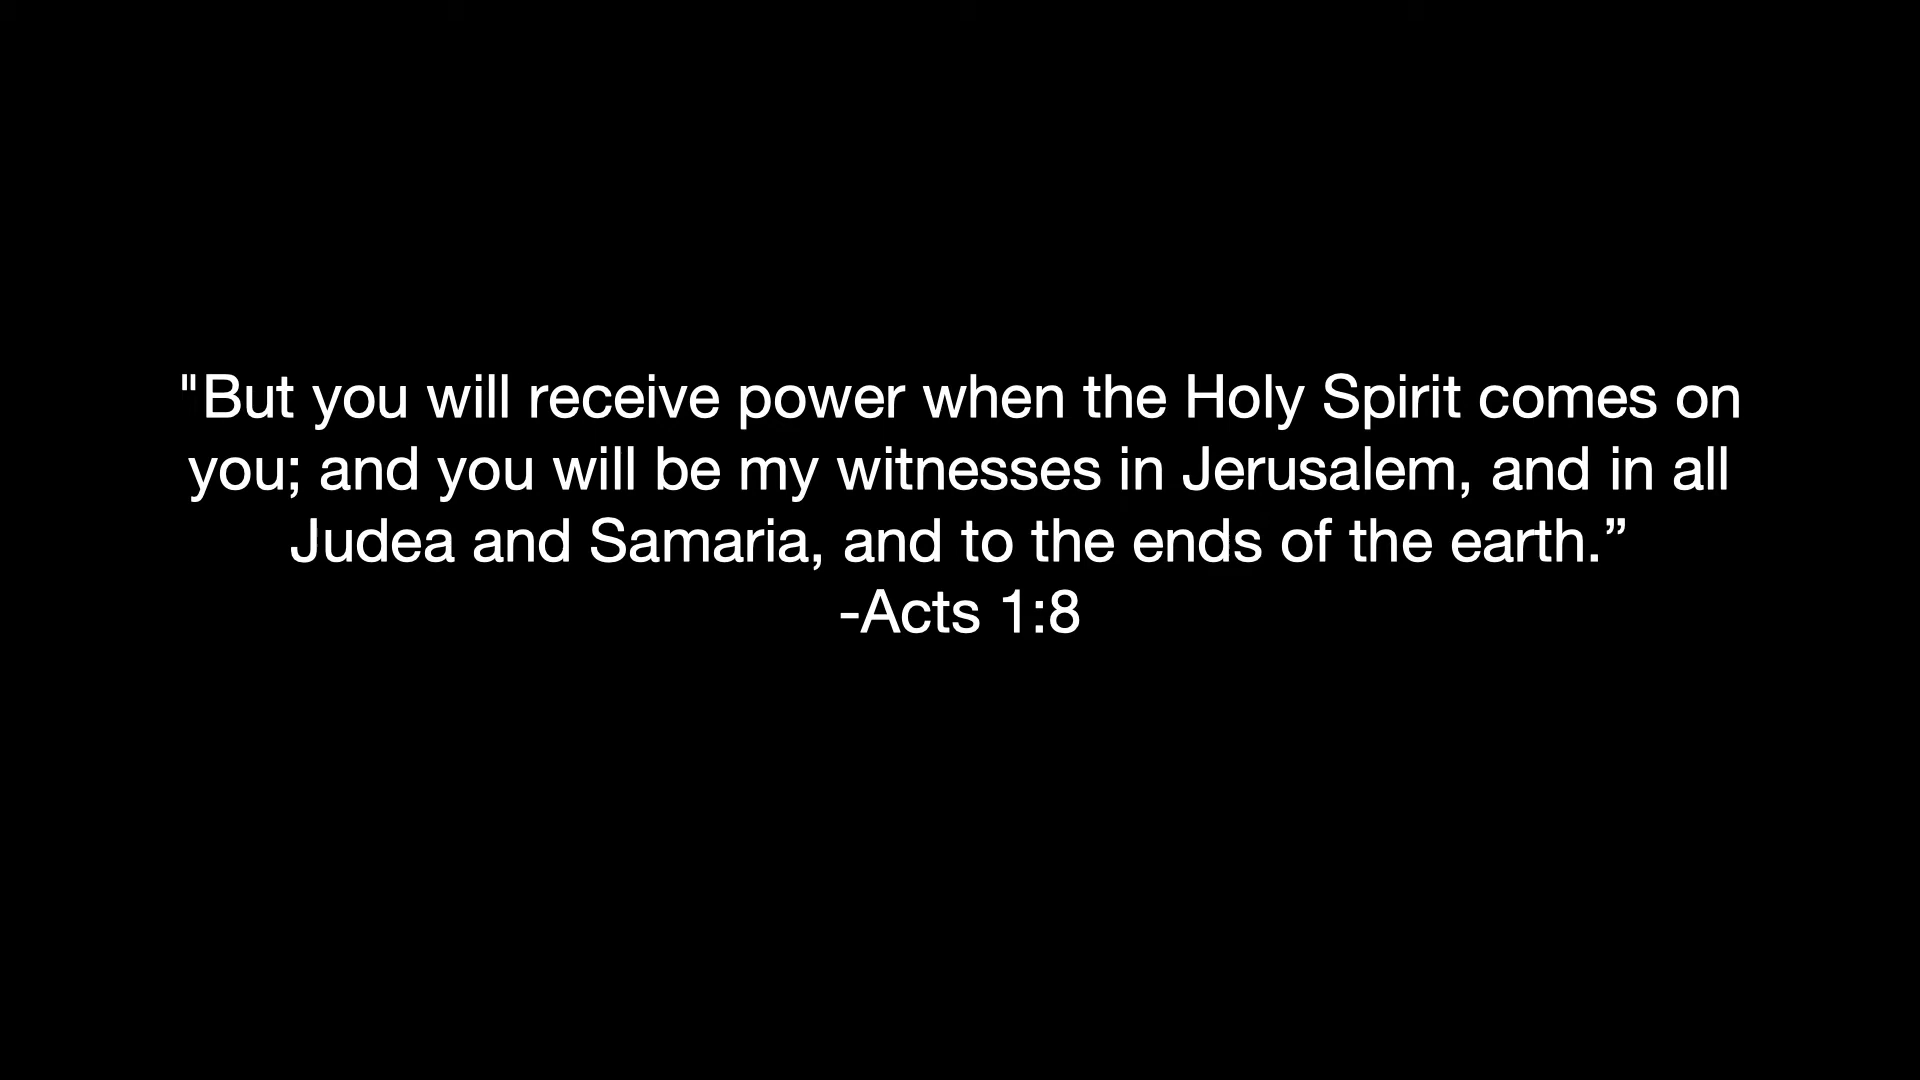 "But you will receive power when the Holy Spirit comes on
you; and you will be my witnesses in Jerusalem, and in all
Judea and Samaria, and to the ends of the earth.”
-Acts 1:8